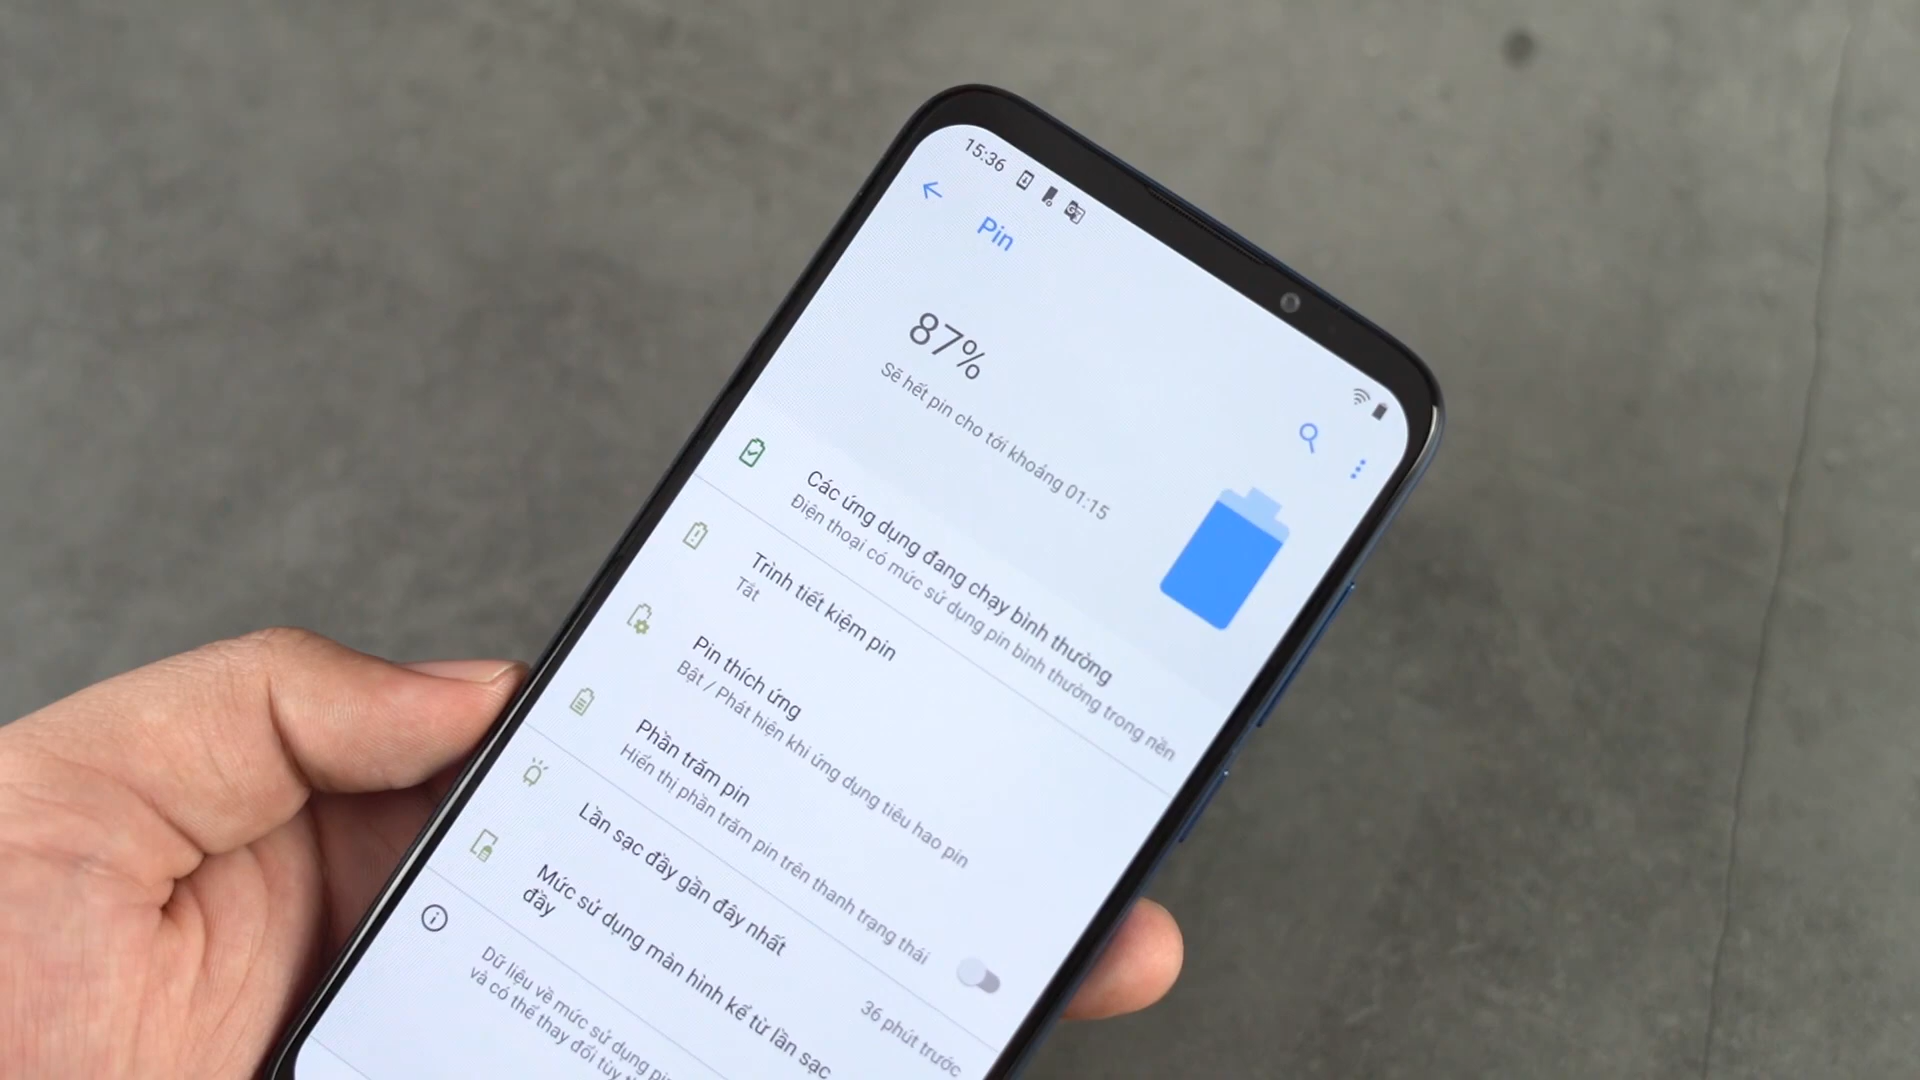 15:36
Pin
87%
Sẽ hết pin cho tới khoảng 01:15
Các ứng dụng đang chạy bình thường
Điện thoại có mức sử dụng pin bình thường trong nền
Trình tiết kiệm pin
Tắt
Pin thích ứng
Bật / Phát hiện khi ứng dụng tiêu hao pin
Phần trăm pin
Hiển thị phần trăm pin trên thanh trạng thái
Lần sạc đầy gần đây nhất
36 phút trước
Mức sử dụng màn hình kể từ lần sạc
đầy
Dữ liệu về mức sử dụng pin
và có thể thay đổi tùy